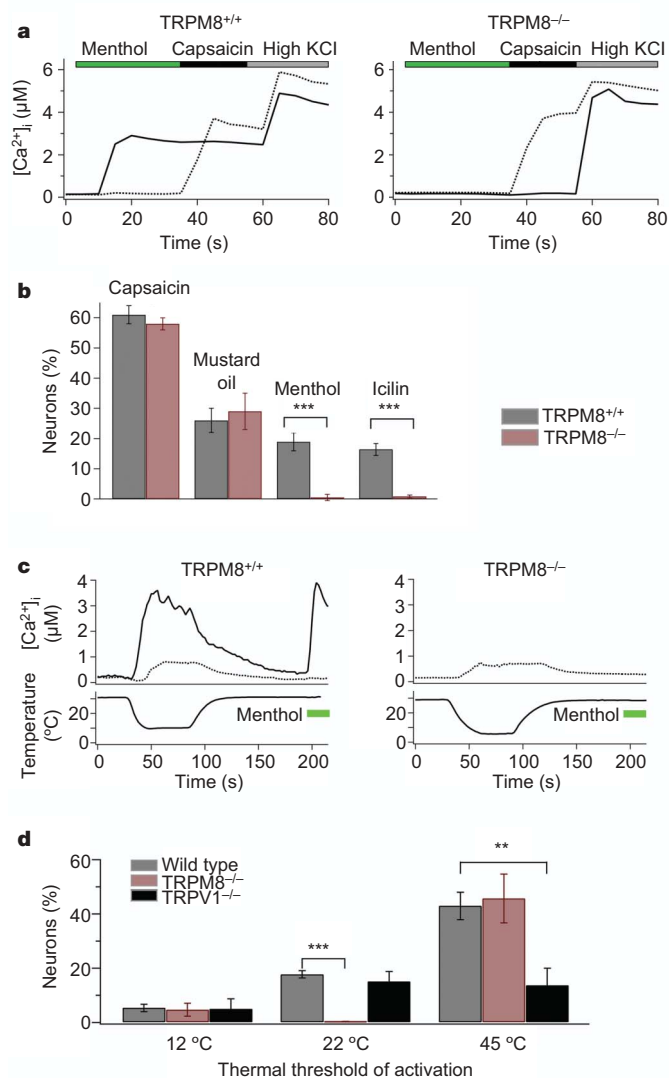 a
TRPM8+/+
TRPM8–/–
Menthol Capsaicin High KCl
Menthol Capsaicin High KCl
[Ca2+]i (μM)
6
4
2
0
0 20 40 60 80
0 20 40 60 80
Time (s)
Time (s)
b
Capsaicin
Mustard oil
Menthol
***
Icilin
***
Neurons (%)
60
50
40
30
20
10
0
TRPM8+/+
TRPM8–/–
c
TRPM8+/+
TRPM8–/–
[Ca2+]i
(μM)
4
3
2
1
0
4
3
2
1
0
Temperature
(ºC)
20
0
Menthol
20
0
Menthol
0 50 100 150 200
0 50 100 150 200
Time (s)
Time (s)
d
Wild type
TRPM8–/–
TRPV1–/–
Neurons (%)
60
40
20
0
***
**
12 ºC 22 ºC 45 ºC
Thermal threshold of activation